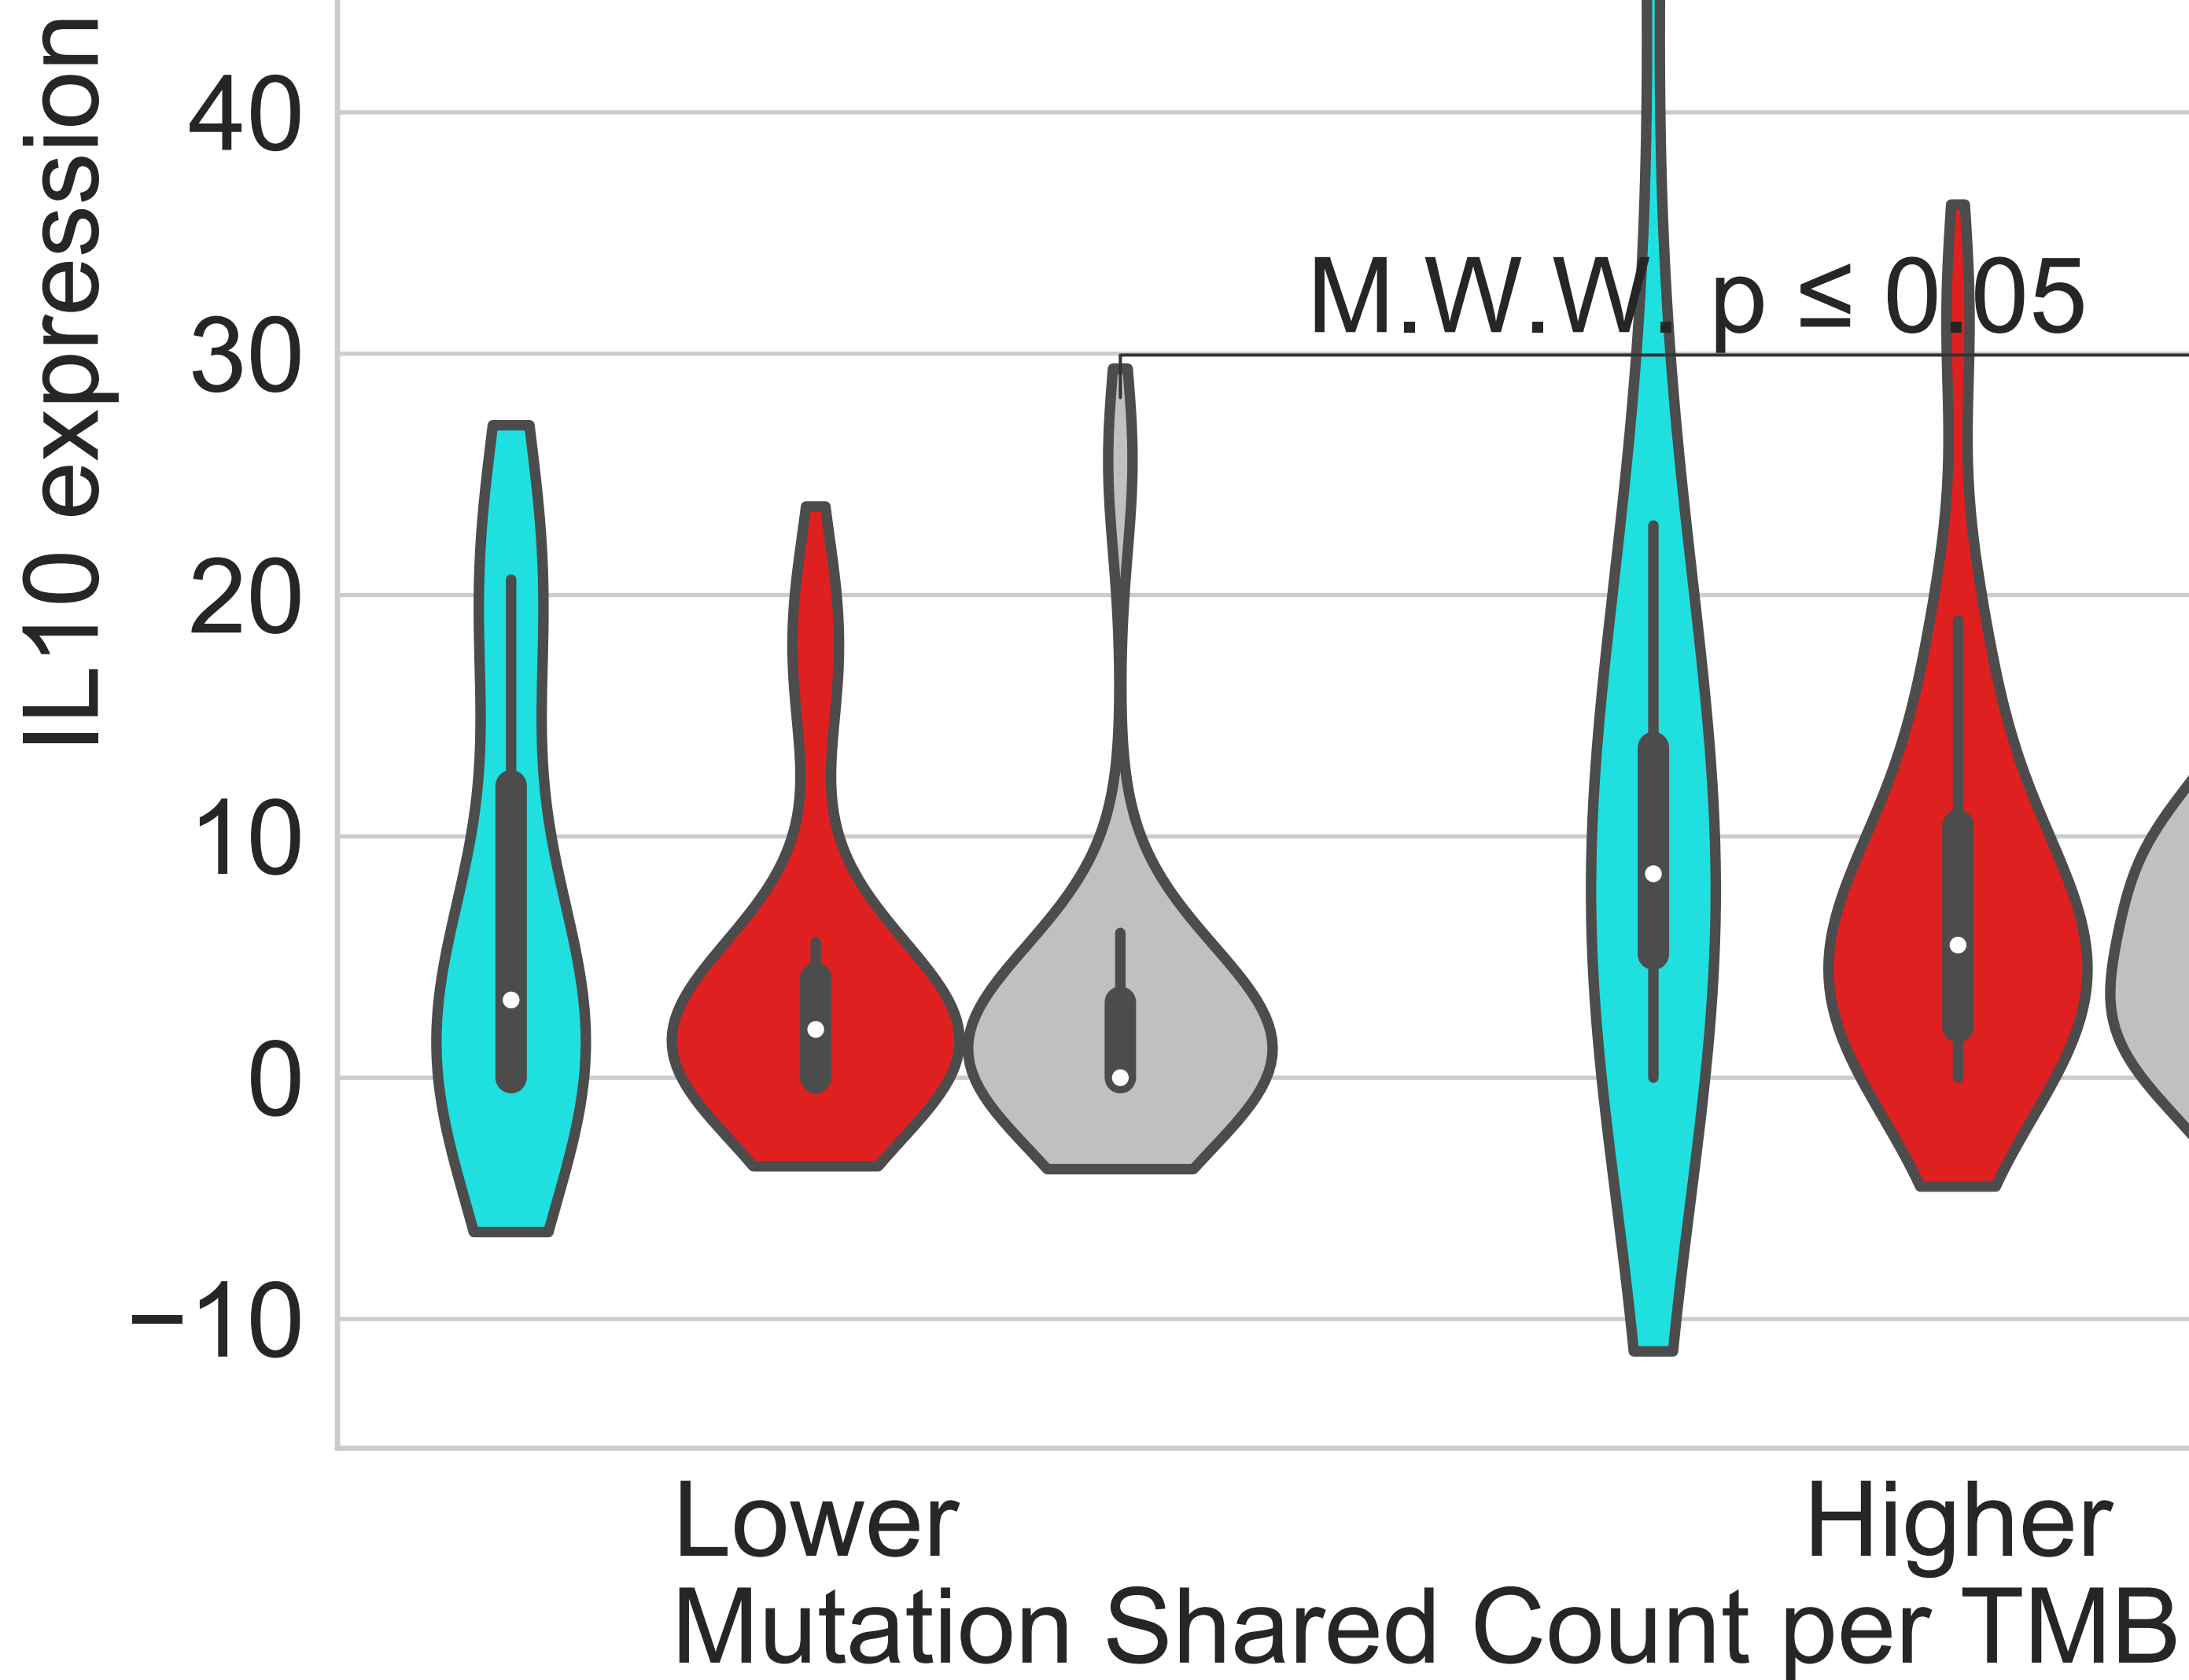 IL10 expression
40
30
20
10
0
−10
M.W.W. p ≤ 0.05
Lower
Higher
Mutation Shared Count per TMB